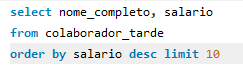 select nome_completo, salario
from colaborador_tarde
order by salario desc limit 10